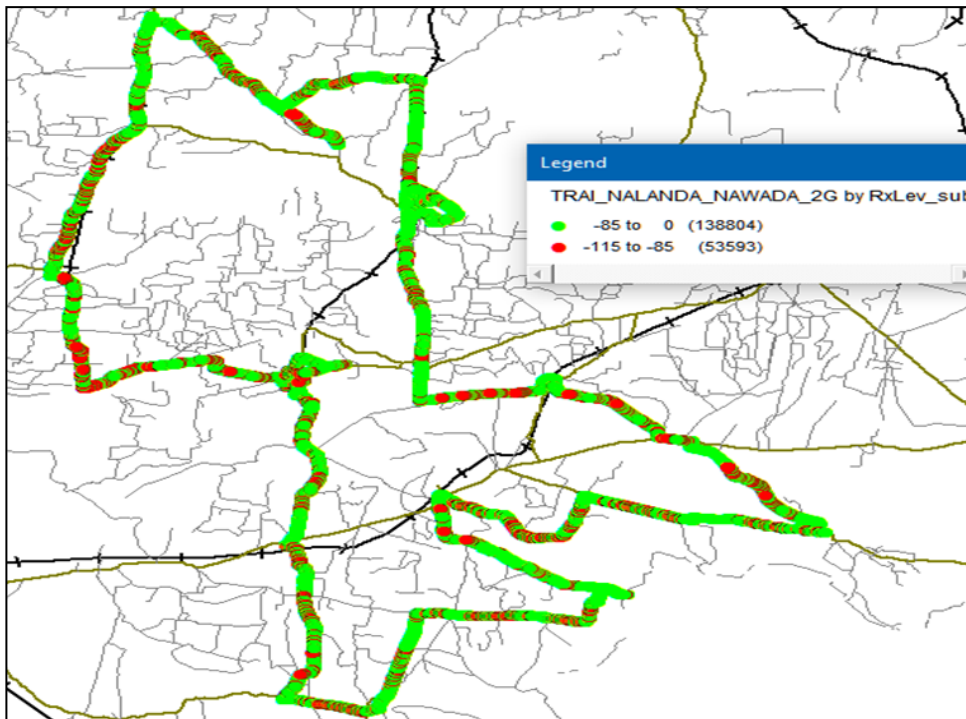 Legend
TRAI_NALANDA_NAWADA_2G by RxLev_sub
-85 to 0 (138804)
-115 to -85 (53593)